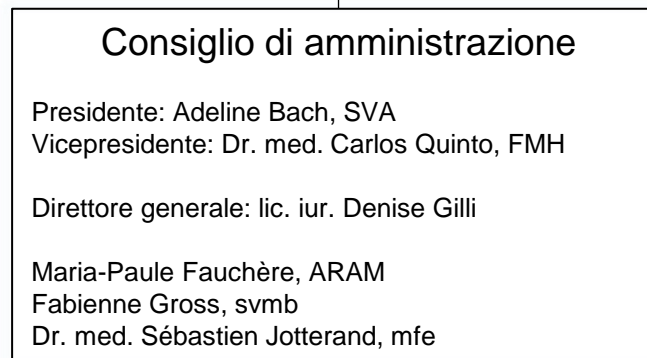 Consiglio di amministrazione
Presidente: Adeline Bach, SVA
Vicepresidente: Dr. med. Carlos Quinto, FMH
Direttore generale: lic. iur. Denise Gilli
Maria-Paule Fauchère, ARAM
Fabienne Gross, svmb
Dr. med. Sébastien Jotterand, mfe